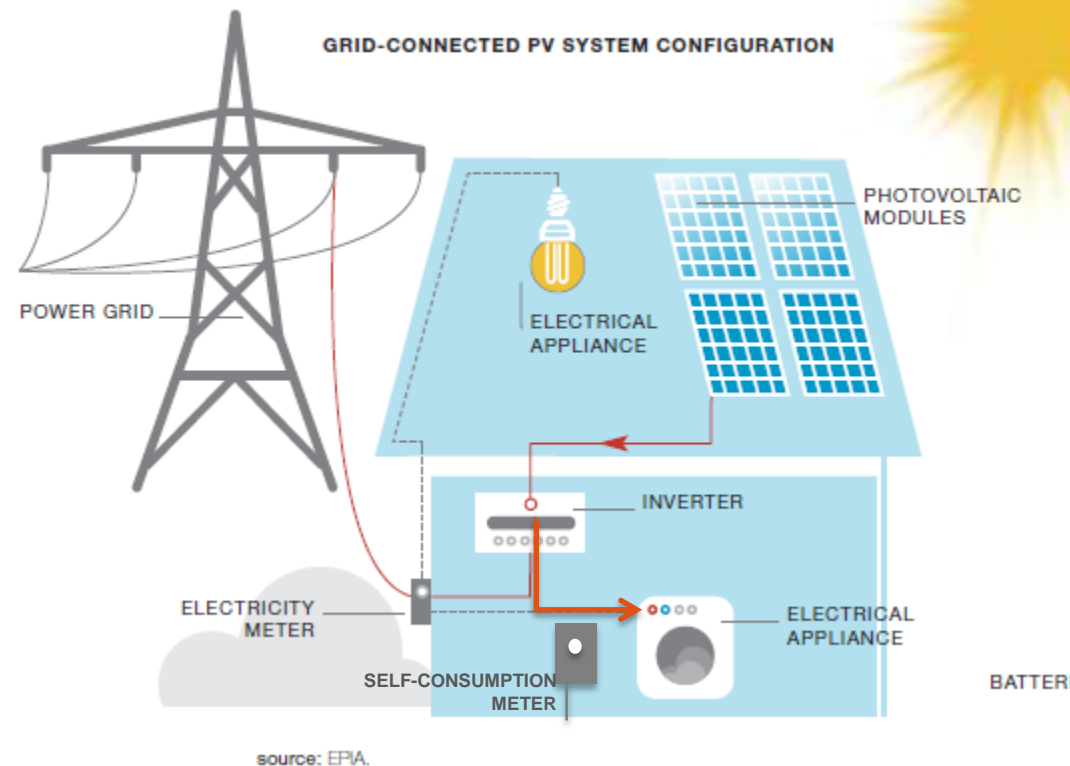 GRID-CONNECTED PV SYSTEM CONFIGURATION
PHOTOVOLTAIC
MODULES
POWER GRID
ELECTRICAL
APPLIANCE
INVERTER
ELECTRICITY
METER
ELECTRICAL
APPLIANCE
SELF-CONSUMPTION
METER
BATTERI
source: EPIA.